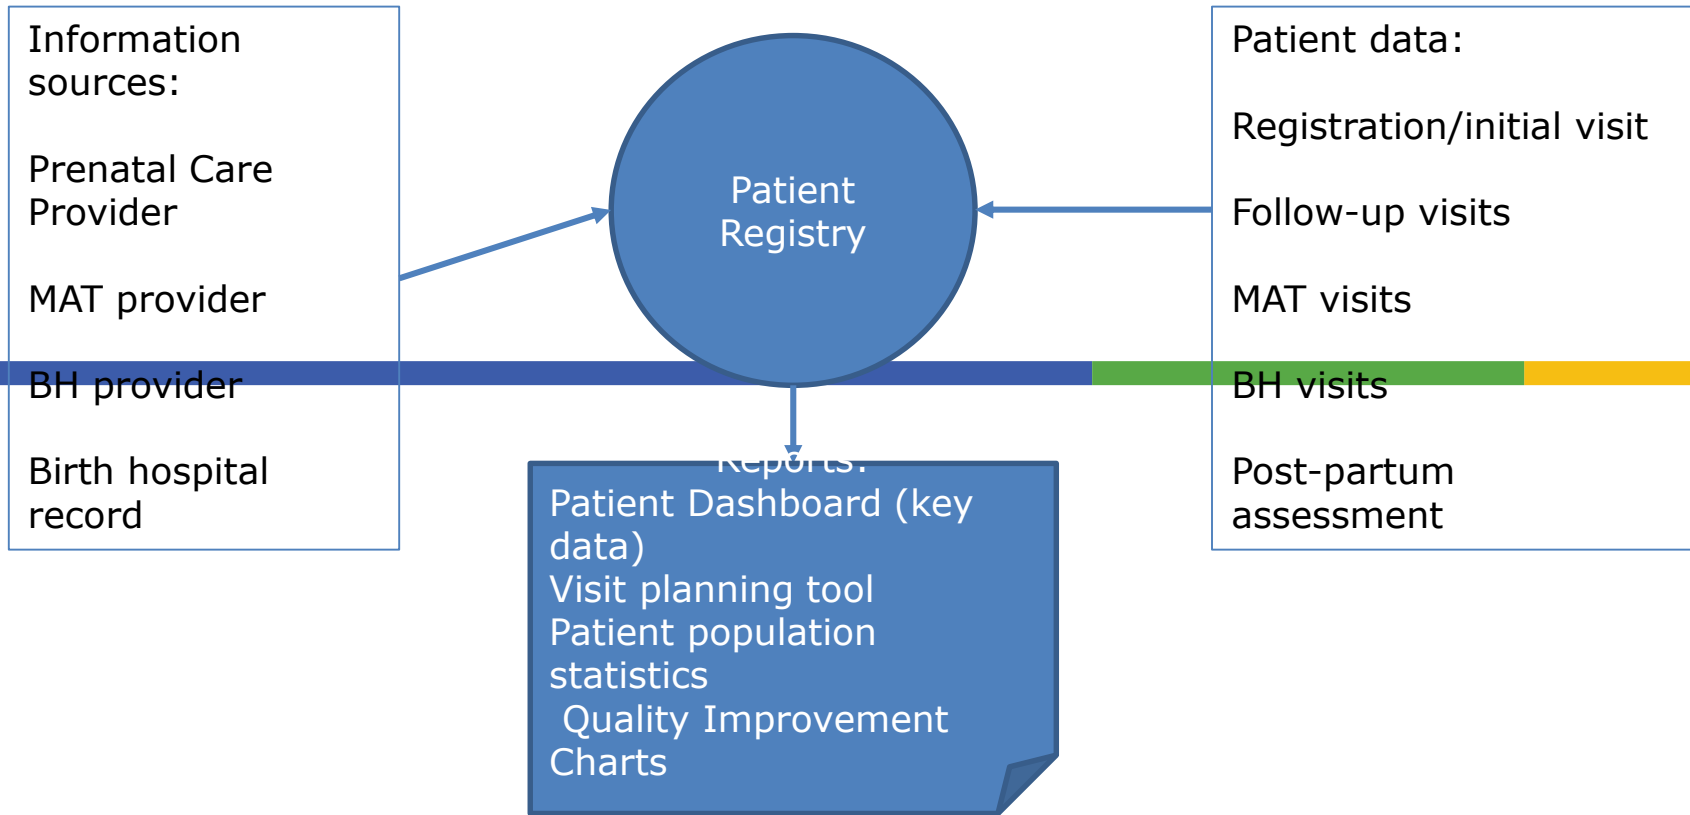 Information
sources:
Prenatal Care
Provider
MAT provider
BH provider
Birth hospital
record
Patient
Registry
Patient data:
Registration/initial visit
Follow-up visits
MAT visits
BH visits
Post-partum
assessment
Reports:
Patient Dashboard (key
data)
Visit planning tool
Patient population
statistics
Quality Improvement
Charts